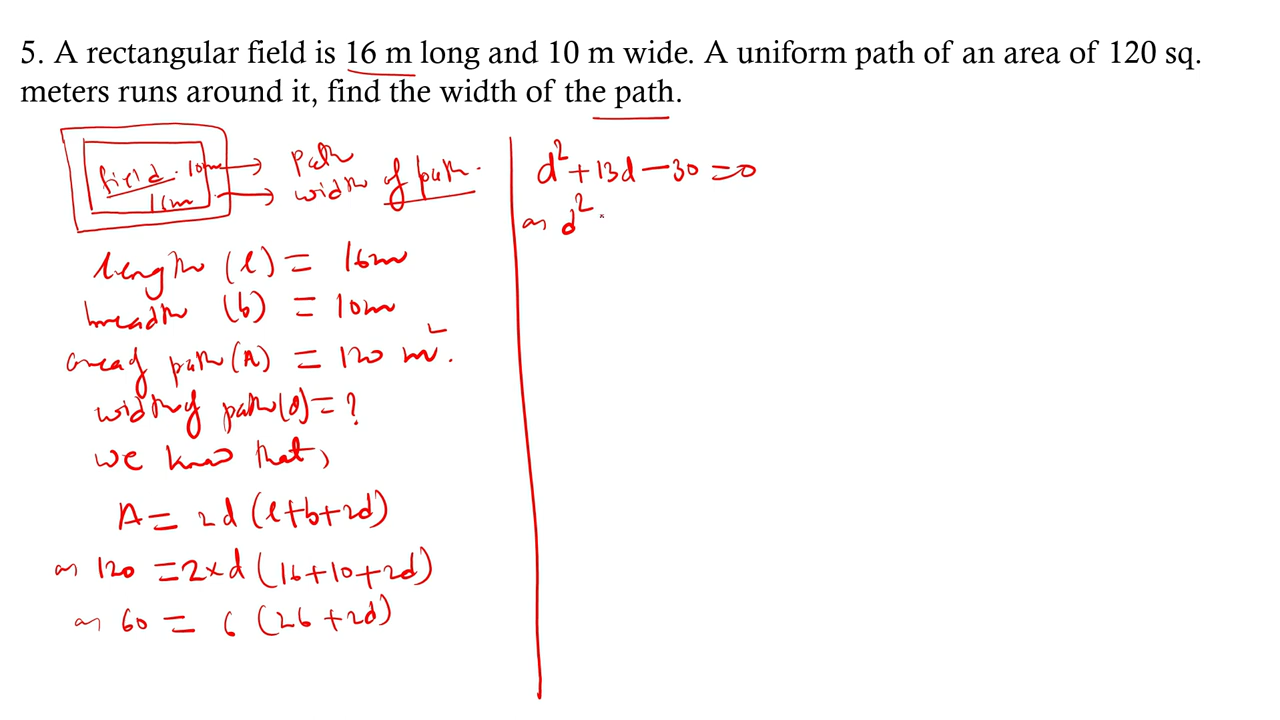 5. A rectangular field is 16 m long and 10 m wide. A uniform path of an area of 120 sq.
meters runs around it, find the width of the path.
field 10m → Path
16m → width of path.
length (l) = 16m
breadth (b) = 10m
area of path (A) = 120 m².
width of path (d) = ?
we know that,
A = 2d (l+b+2d)
or 120 = 2×d (16+10+2d)
or 60 = 6 (26+2d)
d²+13d-30=0
or d²